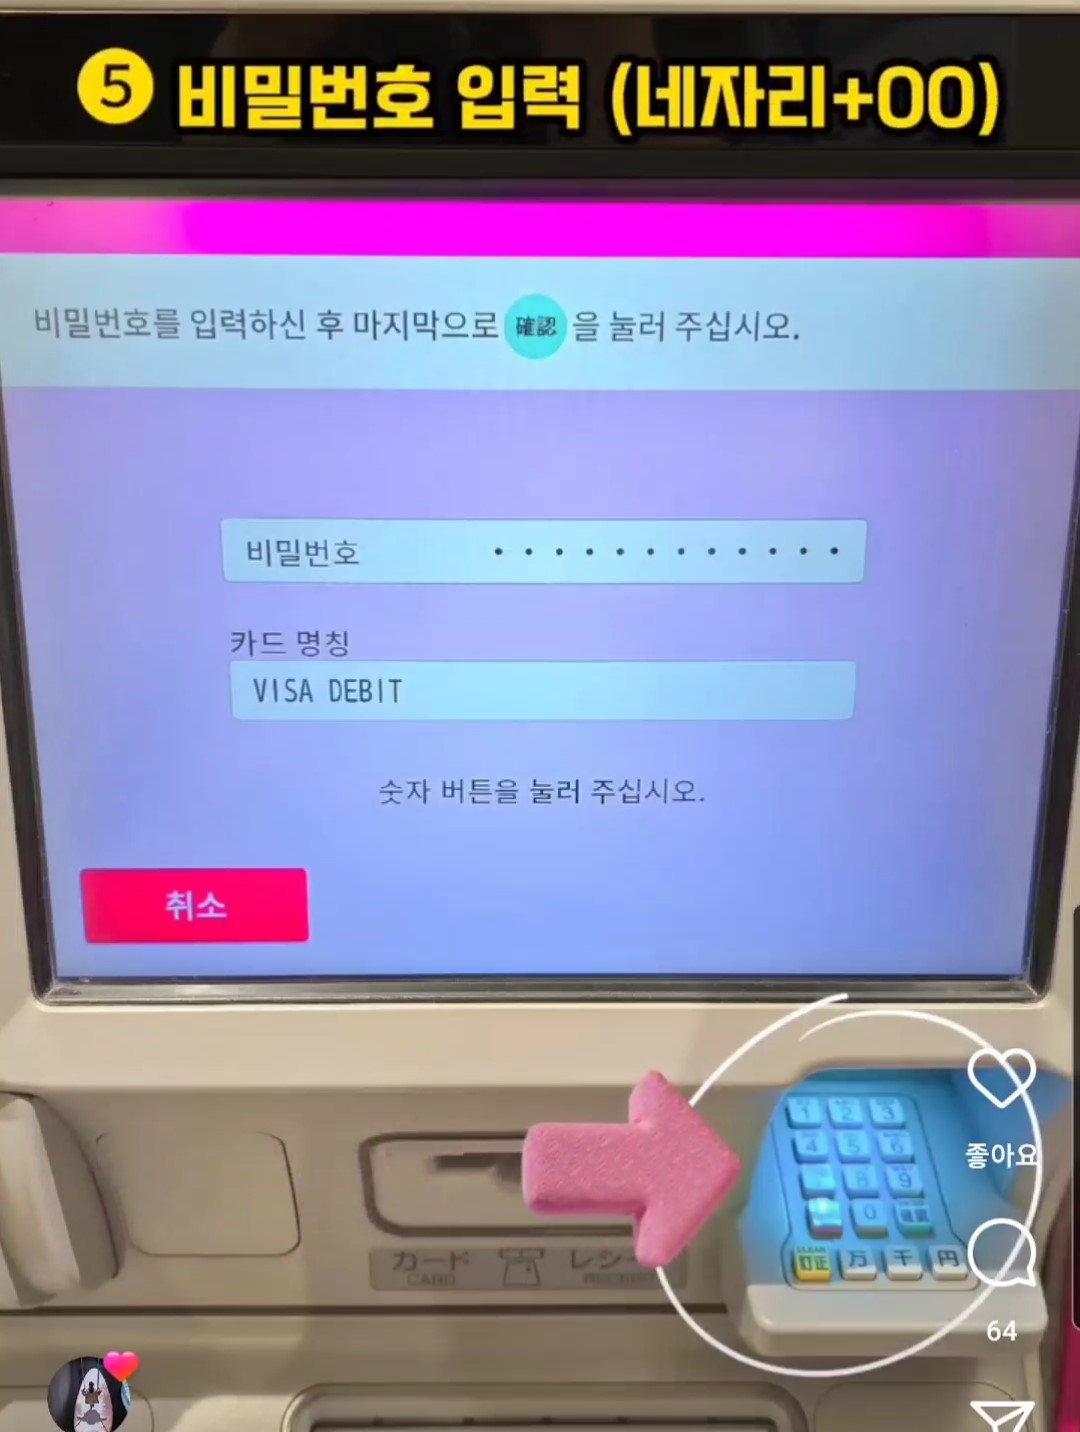 5 비밀번호 입력 (네자리+00)
비밀번호를 입력하신 후 마지막으로 確認 을 눌러 주십시오.
비밀번호 • • • • • • • • • • • •
카드 명칭
VISA DEBIT
숫자 버튼을 눌러 주십시오.
취소
1 2 3
4 5 6
좋아요
8 9
0 確認
カード レシー
CARD
CLEAR
訂正 万 千 円
64